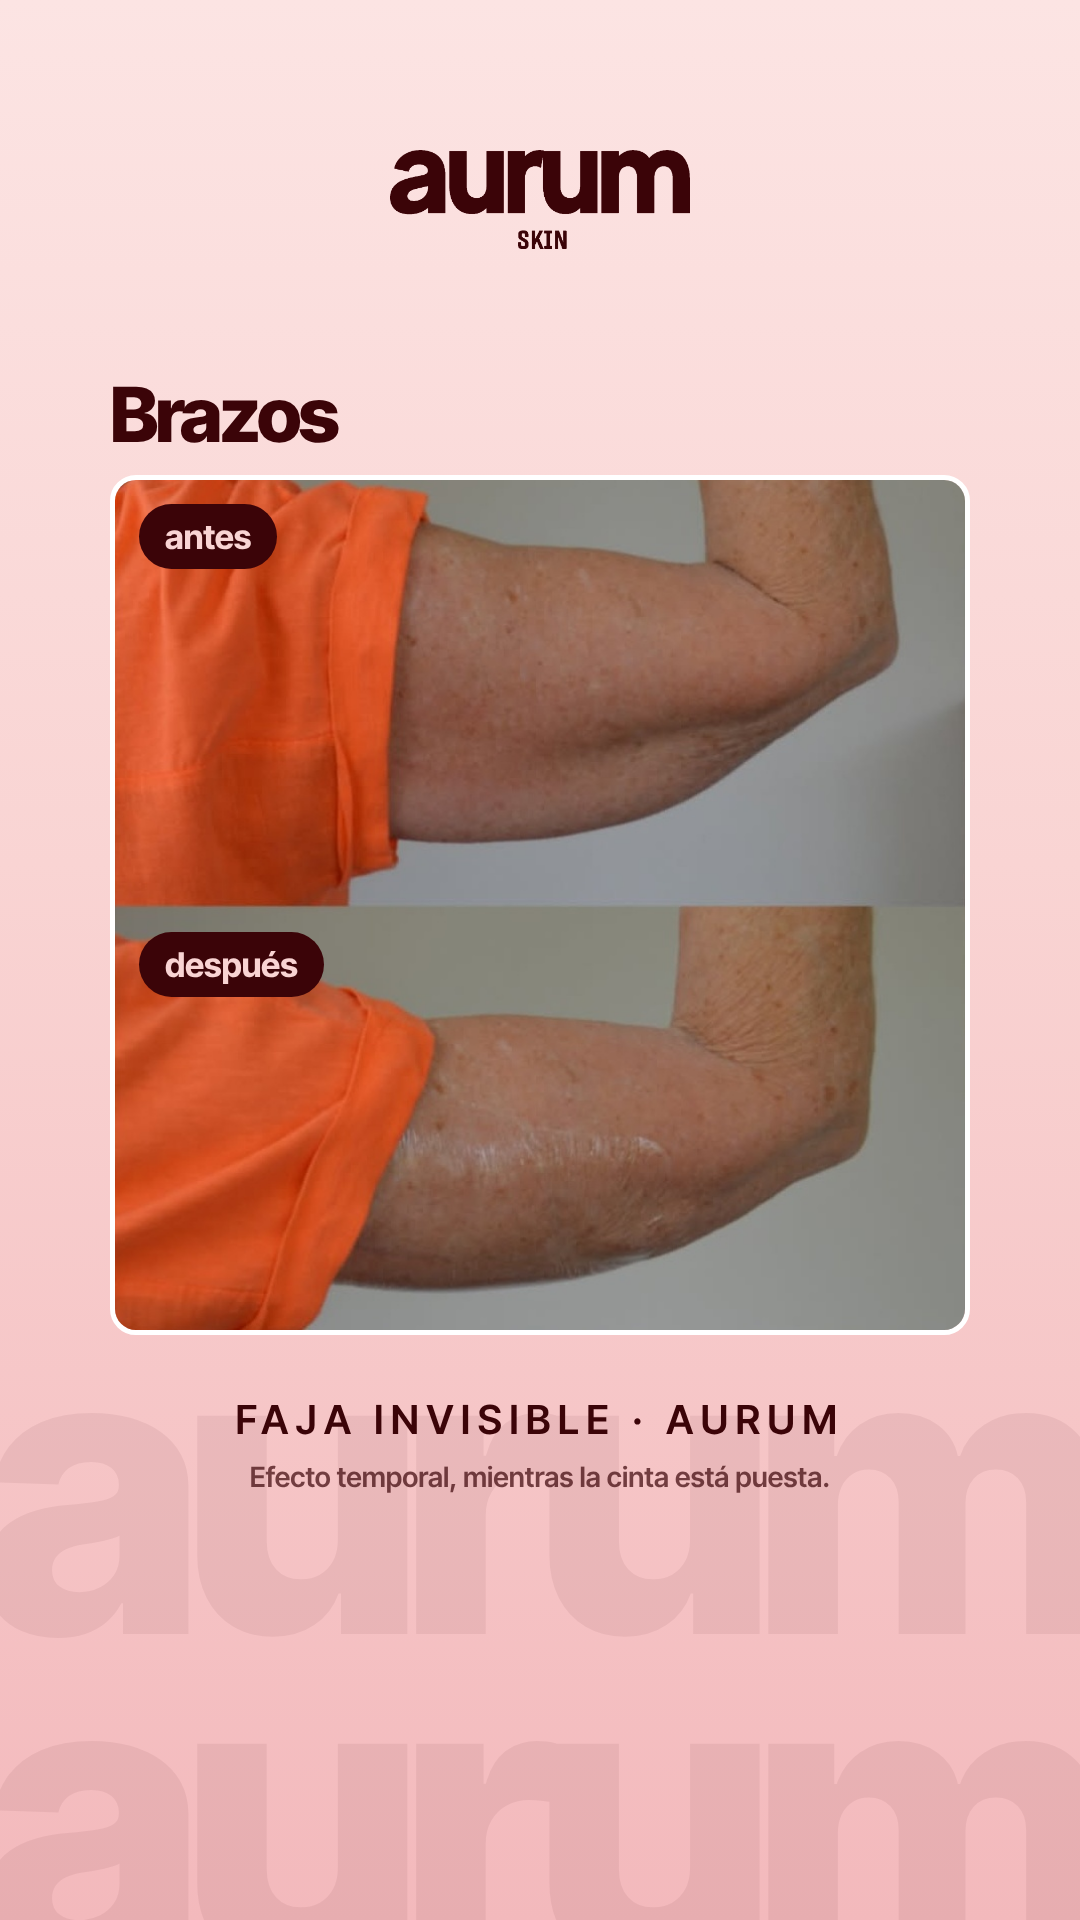 aurum
SKIN
Brazos
antes
después
FAJA INVISIBLE · AURUM
Efecto temporal, mientras la cinta está puesta.
aurum
aurum